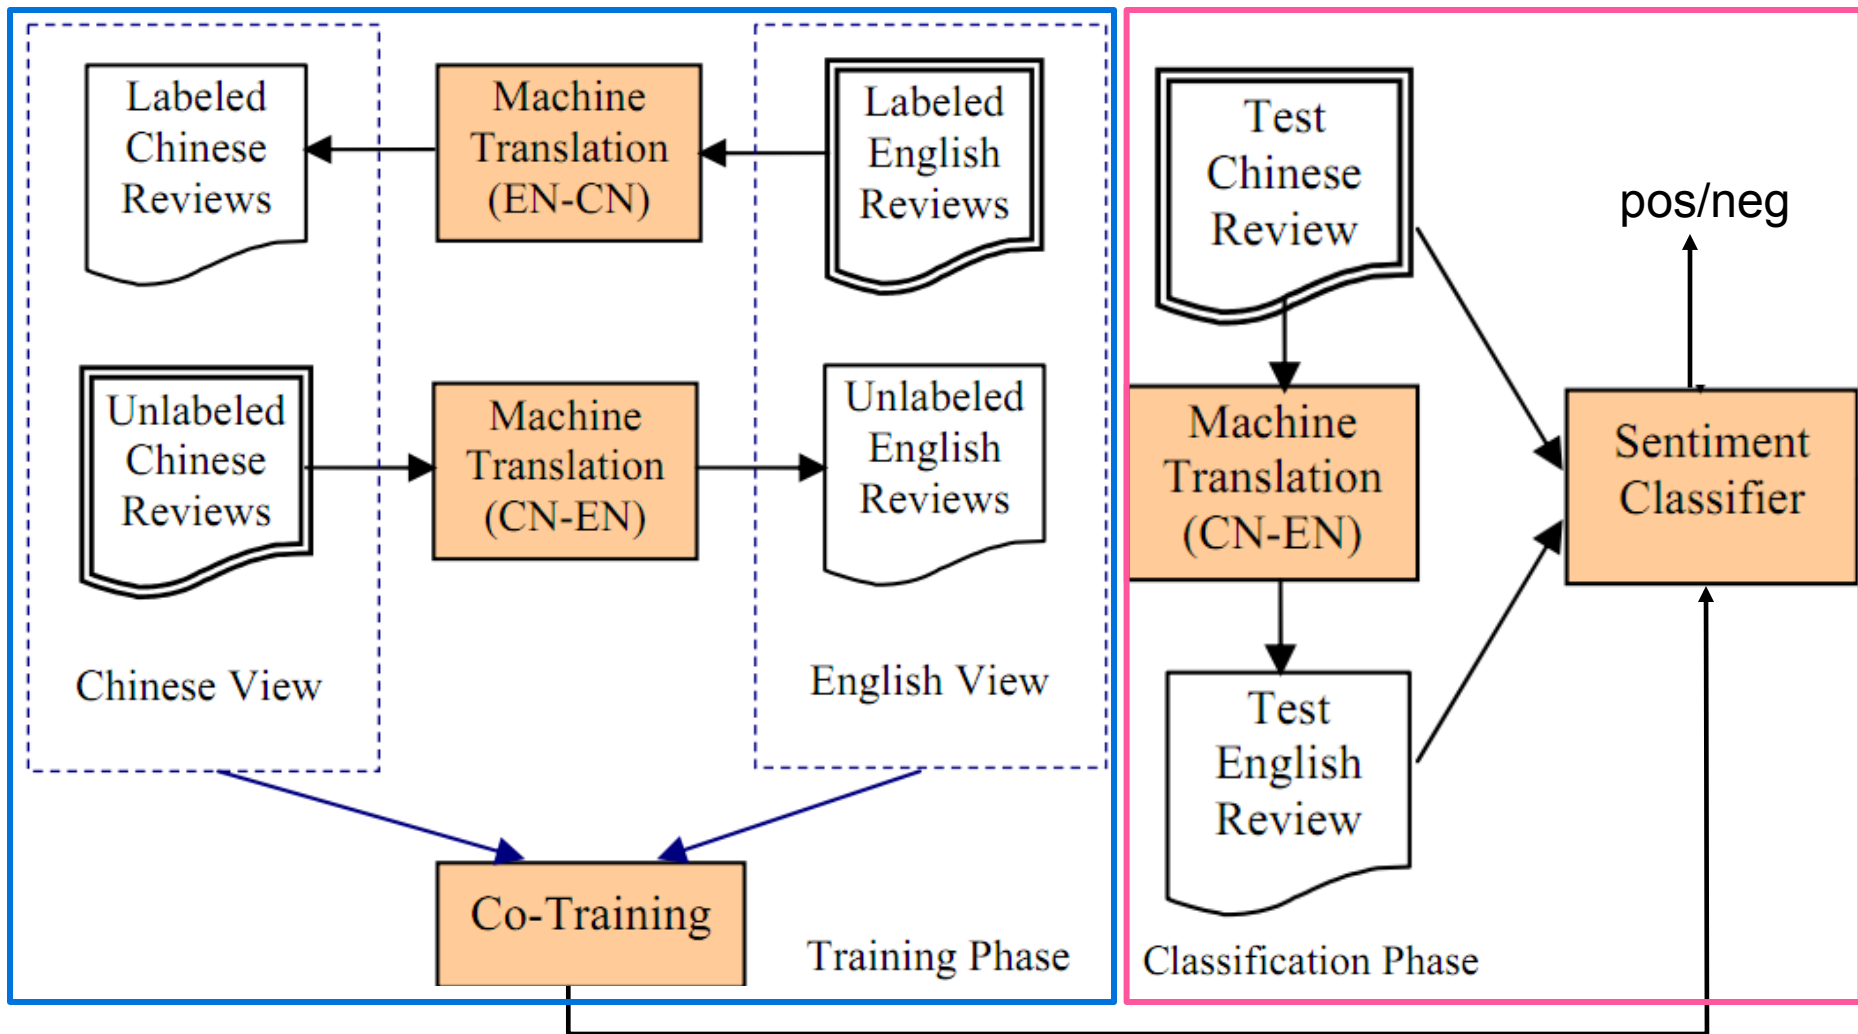 Labeled
Chinese
Reviews
Machine
Translation
(EN-CN)
Labeled
English
Reviews
Unlabeled
Chinese
Reviews
Machine
Translation
(CN-EN)
Unlabeled
English
Reviews
Chinese View
English View
Co-Training
Training Phase
Test
Chinese
Review
Machine
Translation
(CN-EN)
Test
English
Review
pos/neg
Sentiment
Classifier
Classification Phase